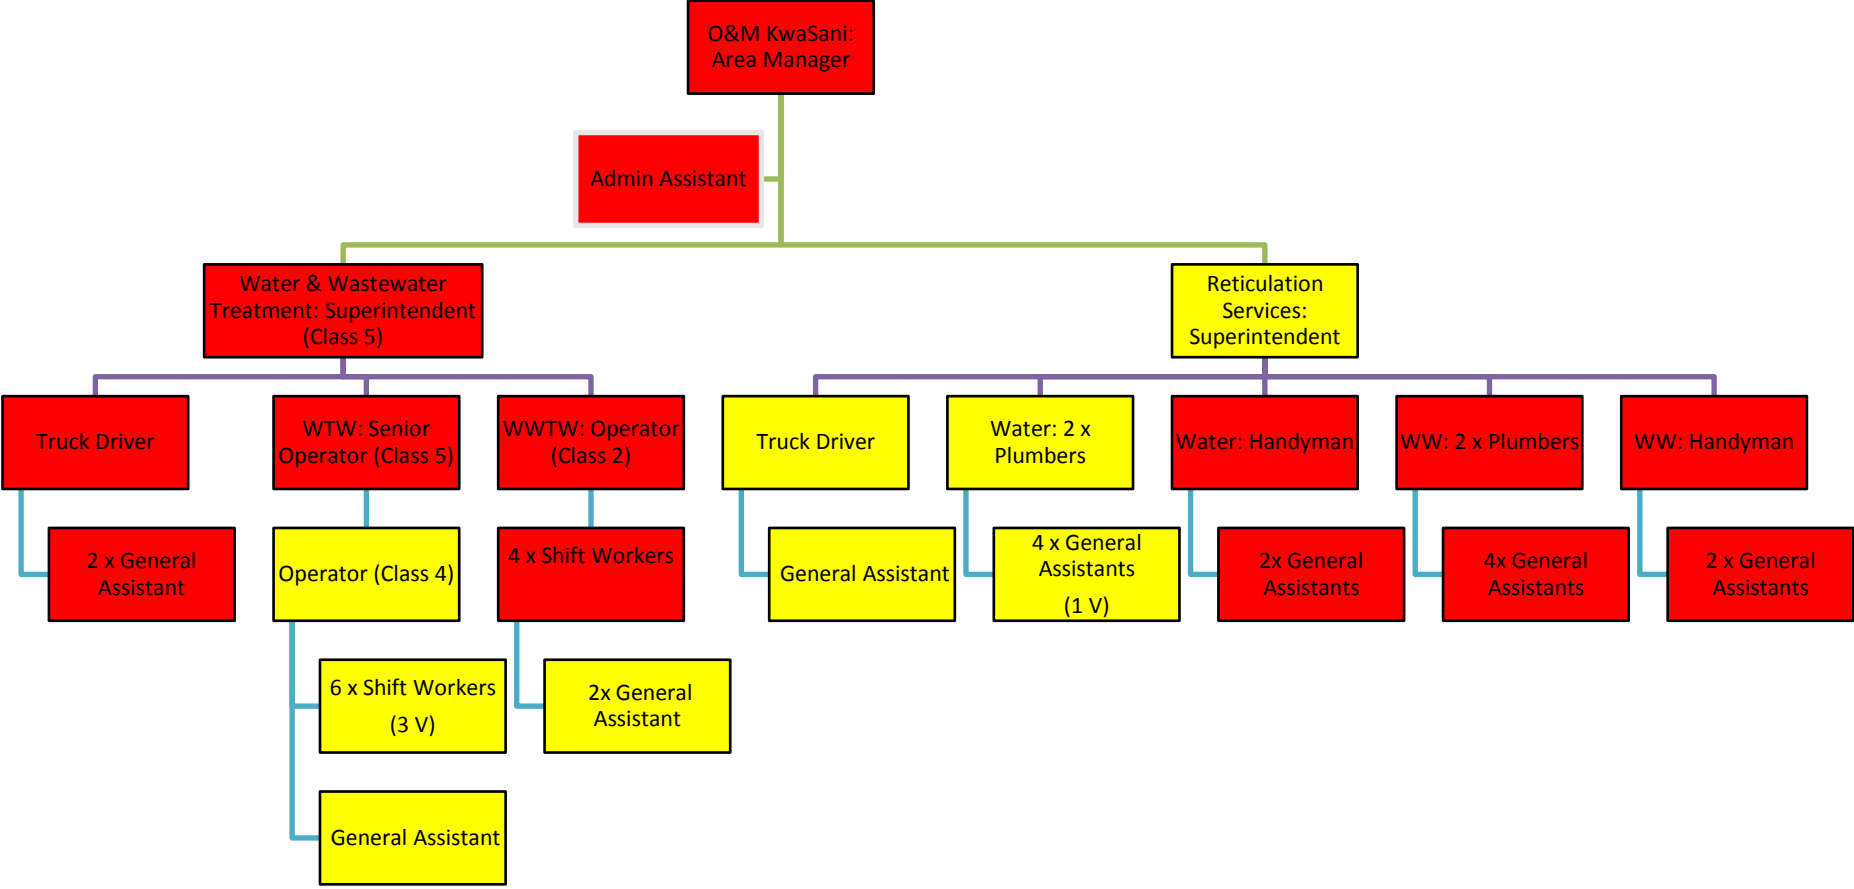 O&M KwaSani:
Area Manager
Admin Assistant
Water & Wastewater
Treatment: Superintendent
(Class 5)
Reticulation
Services:
Superintendent
Truck Driver
WTW: Senior
Operator (Class 5)
WWTW: Operator
(Class 2)
Truck Driver
Water: 2 x
Plumbers
Water: Handyman
WW: 2 x Plumbers
WW: Handyman
2 x General
Assistant
Operator (Class 4)
4 x Shift Workers
General Assistant
4 x General
Assistants
(1 V)
2x General
Assistants
4x General
Assistants
2 x General
Assistants
6 x Shift Workers
(3 V)
2x General
Assistant
General Assistant